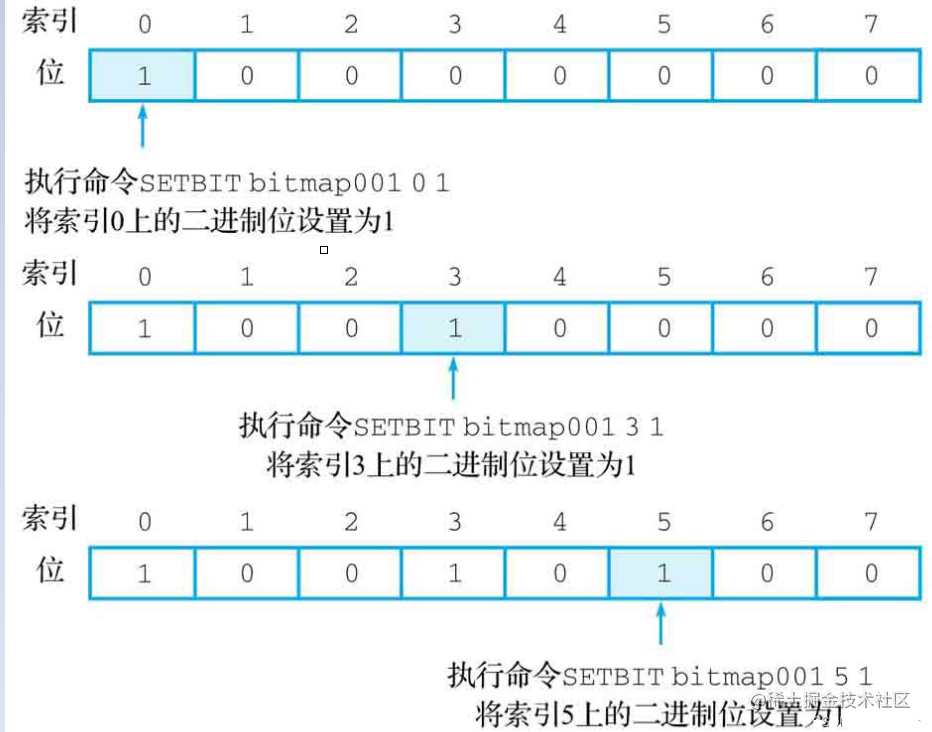 索引 0 1 2 3 4 5 6 7
位 1 0 0 0 0 0 0 0
执行命令SETBIT bitmap001 0 1
将索引0上的二进制位设置为1
索引 0 1 2 3 4 5 6 7
位 1 0 0 1 0 0 0 0
执行命令SETBIT bitmap001 3 1
将索引3上的二进制位设置为1
索引 0 1 2 3 4 5 6 7
位 1 0 0 1 0 1 0 0
执行命令SETBIT bitmap001 5 1
@稀土掘金技术社区
将索引5上的二进制位设置为1